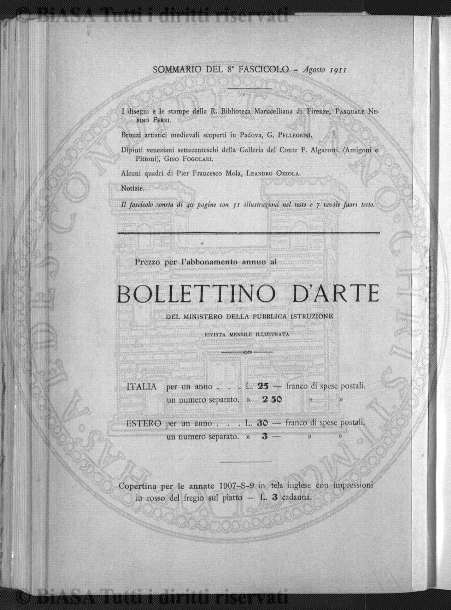 © BiASA Tutti i diritti riservati
SOMMARIO DEL 8° FASCICOLO – Agosto 1911
I disegni e le stampe della R. Biblioteca Marucelliana di Firenze, PASQUALE NE-
RINO FERRI.
Bronzi artistici medievali scoperti in Padova, G. PELLEGRINI.
Dipinti veneziani settecenteschi della Galleria del Conte F. Algarotti. (Amigoni e
Pittoni), GINO FOGOLARI.
Alcuni quadri di Pier Francesco Mola, LEANDRO OZZOLA.
Notizie.
Il fascicolo consta di 40 pagine con 51 illustrazioni nel testo e 7 tavole fuori testo.
Prezzo per l'abbonamento annuo al
BOLLETTINO D'ARTE
DEL MINISTERO DELLA PUBBLICA ISTRUZIONE
RIVISTA MENSILE ILLUSTRATA
ITALIA per un anno . . . L. 25 — franco di spese postali.
un numero separato. » 2 50 » »
ESTERO per un anno . . . . L. 30 — franco di spese postali.
un numero separato. » 3 — » »
Copertina per le annate 1907-8-9 in tela inglese con impressioni
in rosso del fregio sul piatto — L. 3 cadauna.
© BiASA Tutti i diritti riservati